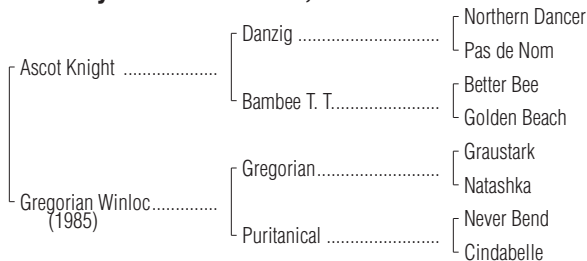 Northern Dancer
Danzig ......................................
Pas de Nom
Ascot Knight ....................
Better Bee
Bambee T. T.............................
Golden Beach
Graustark
Gregorian.................................
Natashka
Gregorian Winloc..............
(1985)
Never Bend
Puritanical ..............................
Cindabelle